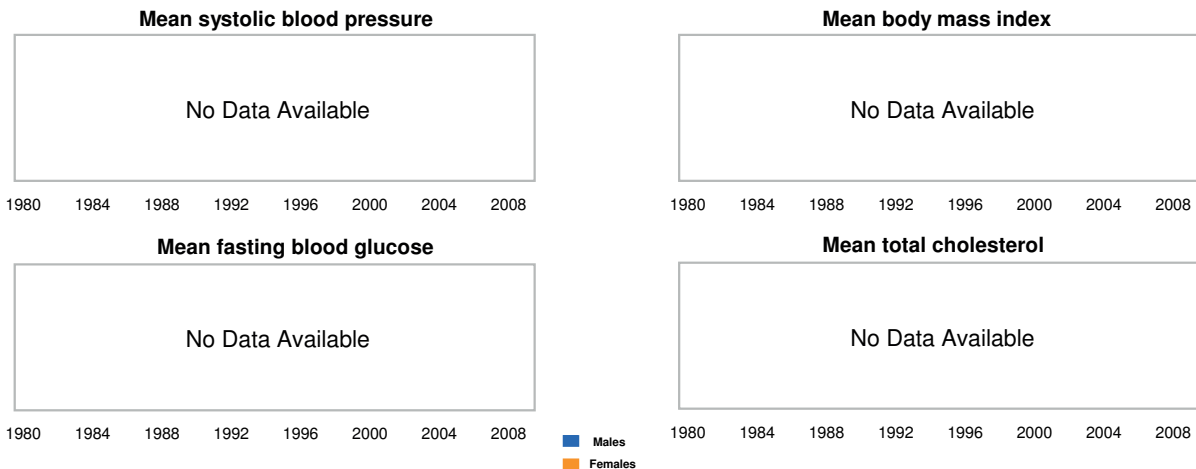 Mean systolic blood pressure
No Data Available
1980 1984 1988 1992 1996 2000 2004 2008
Mean body mass index
No Data Available
1980 1984 1988 1992 1996 2000 2004 2008
Mean fasting blood glucose
No Data Available
1980 1984 1988 1992 1996 2000 2004 2008
Mean total cholesterol
No Data Available
1980 1984 1988 1992 1996 2000 2004 2008
Males
Females